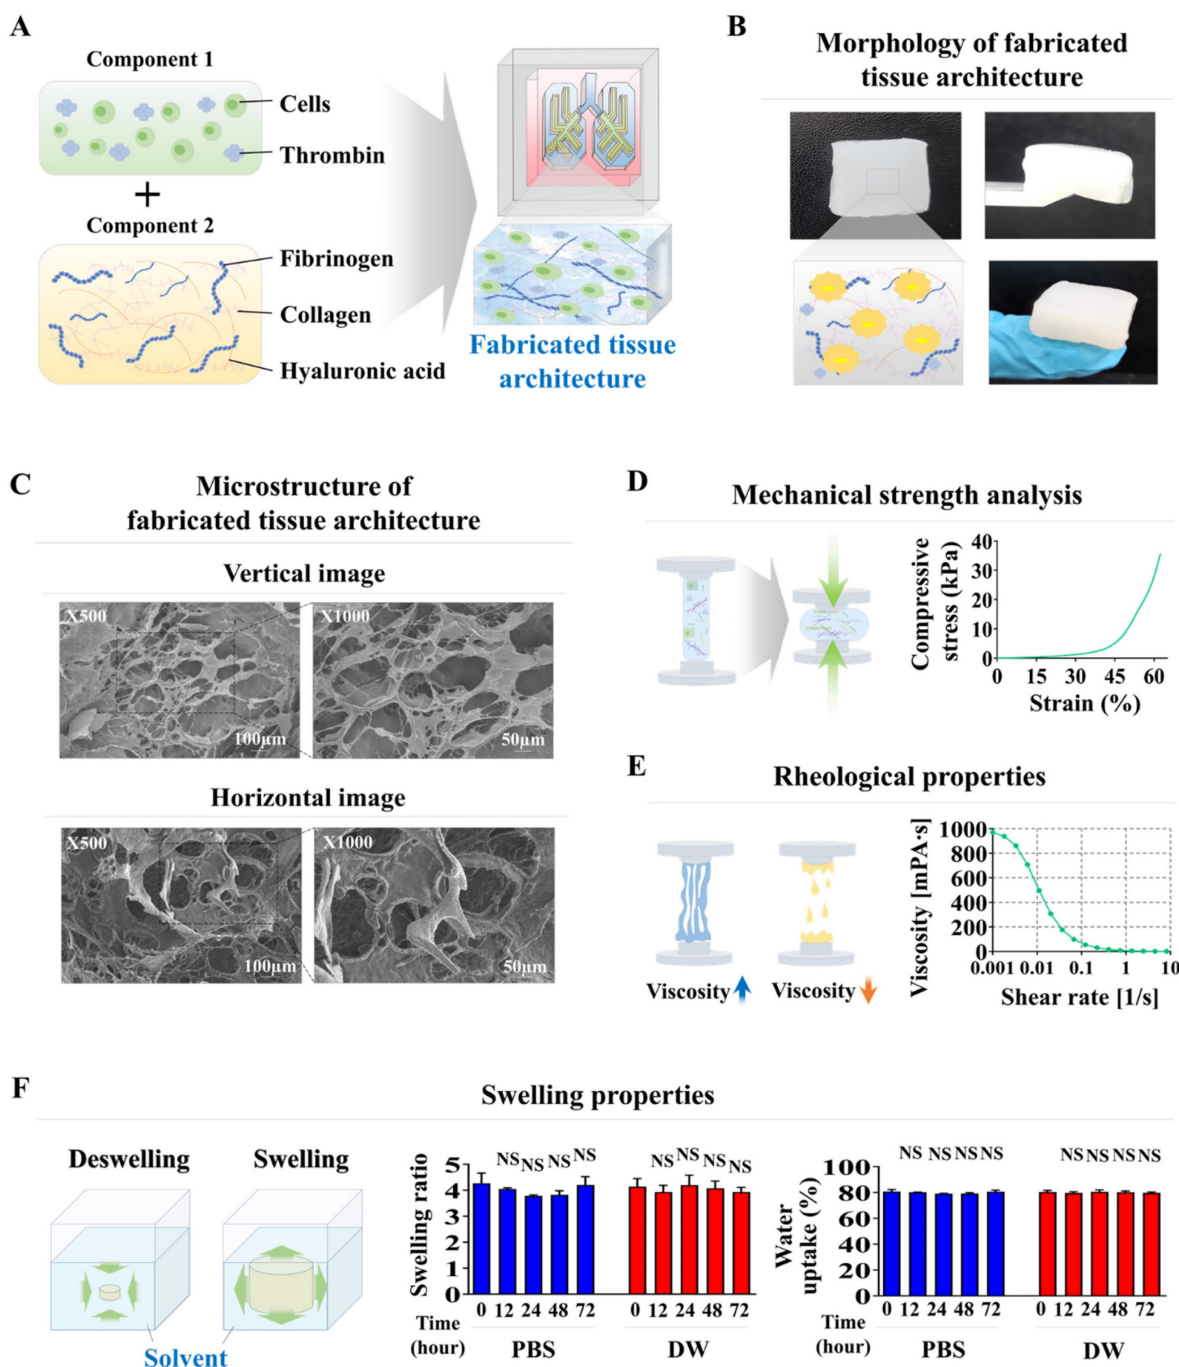 A
Component 1
Cells
Thrombin
+
Component 2
Fibrinogen
Collagen
Hyaluronic acid
Fabricated tissue
architecture
B
Morphology of fabricated
tissue architecture
C
Microstructure of
fabricated tissue architecture
Vertical image
X500
100μm
X1000
50μm
Horizontal image
X500
100μm
X1000
50μm
D
Mechanical strength analysis
Compressive
stress (kPa)
40
30
20
10
0
0 15 30 45 60
Strain (%)
E
Rheological properties
Viscosity
Viscosity
Viscosity [mPA·s]
1000
800
600
400
200
0
0.001 0.01 0.1 1 10
Shear rate [1/s]
F
Swelling properties
Deswelling
Swelling
Solvent
Swelling ratio
5
4
3
2
1
0
NS NS NS NS
NS NS NS NS
0 12 24 48 72
0 12 24 48 72
Time
(hour)
PBS
DW
Water
uptake (%)
100
80
60
40
20
0
NS NS NS NS
NS NS NS NS
0 12 24 48 72
0 12 24 48 72
Time
(hour)
PBS
DW